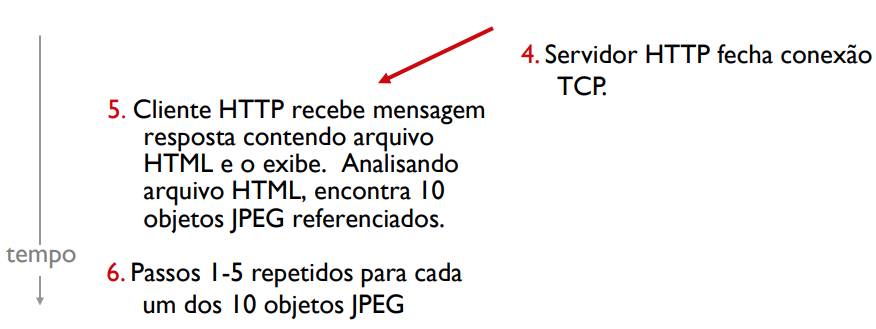 4. Servidor HTTP fecha conexão
TCP.
5. Cliente HTTP recebe mensagem
resposta contendo arquivo
HTML e o exibe. Analisando
arquivo HTML, encontra 10
objetos JPEG referenciados.
tempo
6. Passos 1-5 repetidos para cada
um dos 10 objetos JPEG